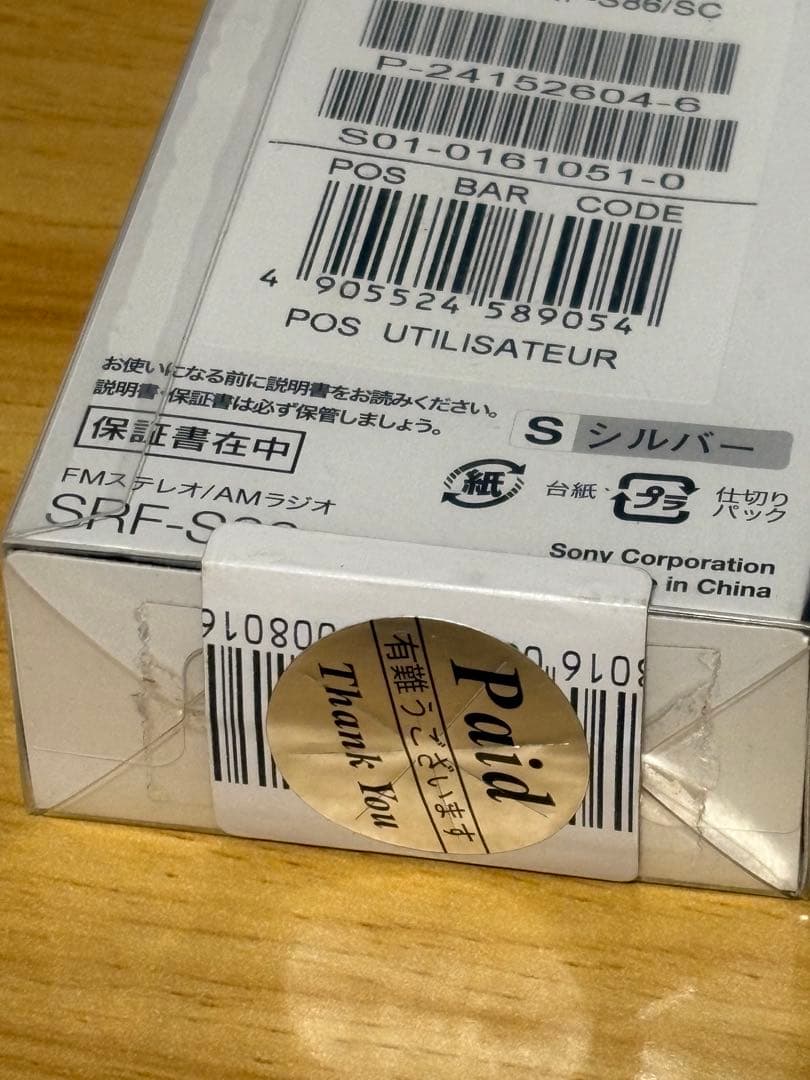 S86/SC
P-24152604-6
S01-0161051-0
POS BAR CODE
4 905524 589054
POS UTILISATEUR
お使いになる前に説明書をお読みください。
説明書・保証書は必ず保管しましょう。
保証書在中
S シルバー
紙 台紙・ プラ 仕切り パック
FMステレオ/AMラジオ
SRF-S
Sony Corporation
in China
Paid
有難うございます
Thank You